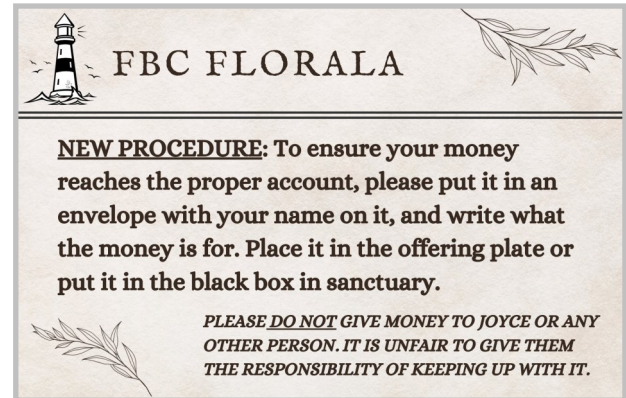 FBC FLORALA
NEW PROCEDURE: To ensure your money
reaches the proper account, please put it in an
envelope with your name on it, and write what
the money is for. Place it in the offering plate or
put it in the black box in sanctuary.
PLEASE DO NOT GIVE MONEY TO JOYCE OR ANY
OTHER PERSON. IT IS UNFAIR TO GIVE THEM
THE RESPONSIBILITY OF KEEPING UP WITH IT.